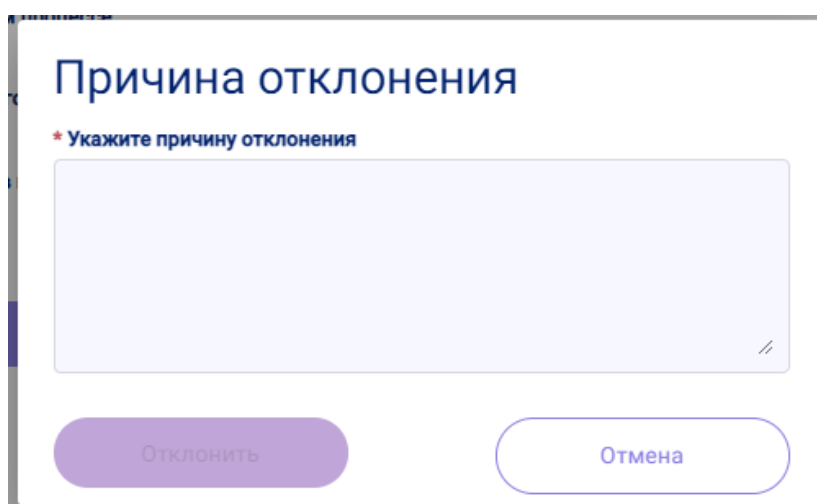 Причина отклонения
* Укажите причину отклонения
Отклонить
Отмена